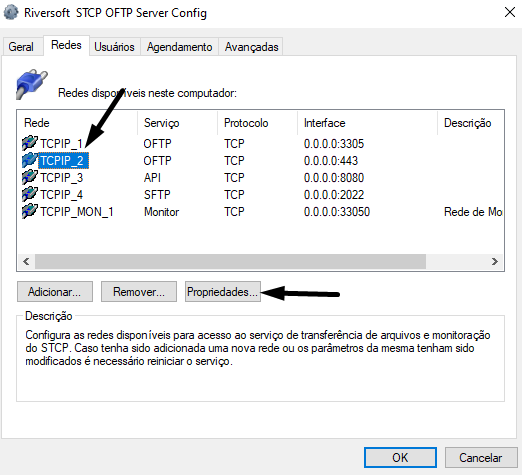 Riversoft STCP OFTP Server Config
Geral Redes Usuários Agendamento Avançadas
Redes disponíveis neste computador:
Rede Serviço Protocolo Interface Descrição
TCPIP_1 OFTP TCP 0.0.0.0:3305
TCPIP_2 OFTP TCP 0.0.0.0:443
TCPIP_3 API TCP 0.0.0.0:8080
TCPIP_4 SFTP TCP 0.0.0.0:2022
TCPIP_MON_1 Monitor TCP 0.0.0.0:33050 Rede de Mo
Adicionar... Remover... Propriedades...
Descrição
Configura as redes disponíveis para acesso ao serviço de transferência de arquivos e monitoração
do STCP. Caso tenha sido adicionada uma nova rede ou os parâmetros da mesma tenham sido
modificados é necessário reiniciar o serviço.
OK Cancelar